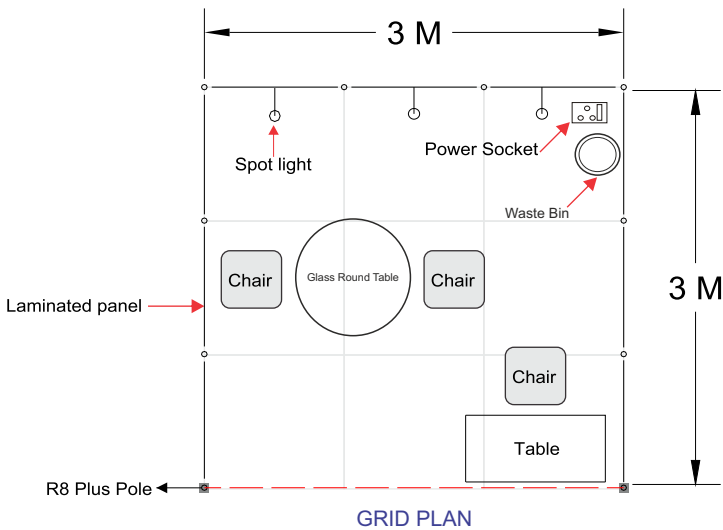 3 M
Spot light
Power Socket
Waste Bin
Chair
Glass Round Table
Chair
3 M
Laminated panel
Chair
Table
R8 Plus Pole
GRID PLAN